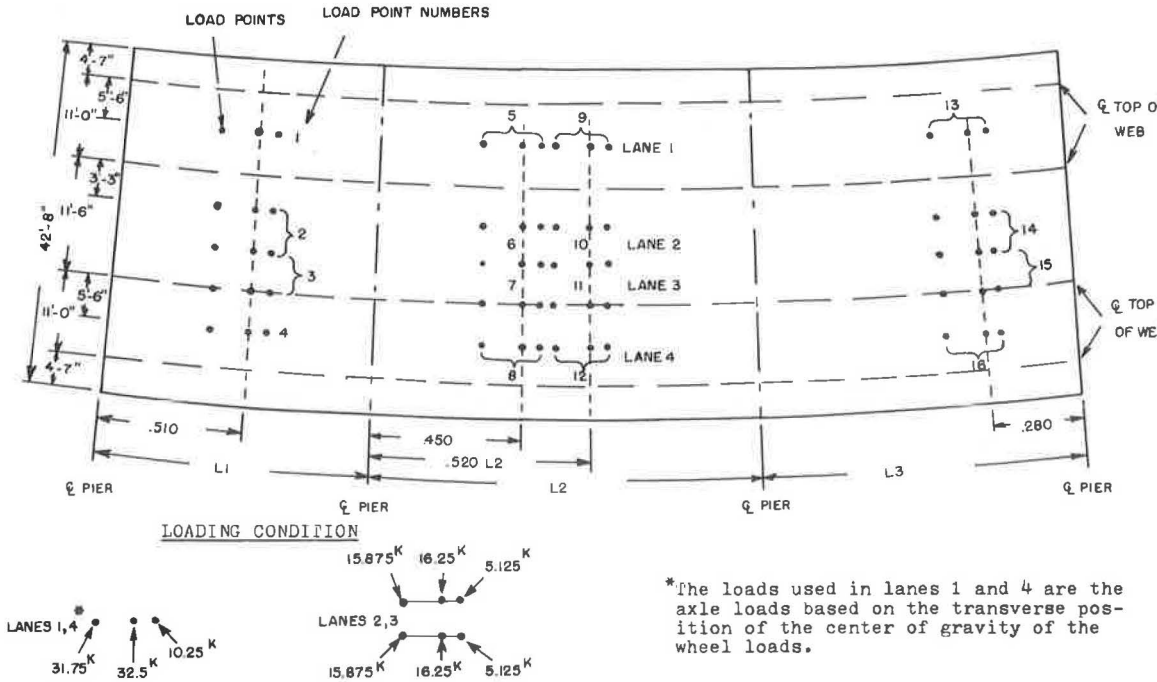 LOAD POINTS
LOAD POINT NUMBERS
4'-7"
5'-6"
11'-0"
3'-3"
11'-6"
42'-8"
5'-6"
11'-0"
4'-7"
1
2
3
4
5
9
LANE 1
6
10
LANE 2
7
11
LANE 3
8
12
LANE 4
13
14
15
16
℄ TOP O
WEB
℄ TOP
OF WE
.510
L1
.450
.520 L2
L2
.280
L3
℄ PIER
℄ PIER
℄ PIER
℄ PIER
LOADING CONDITION
LANES 1,4 *
31.75K
32.5K
10.25K
15.875K
16.25K
5.125K
LANES 2,3
15.875K
16.25K
5.125K
*The loads used in lanes 1 and 4 are the
axle loads based on the transverse pos-
ition of the center of gravity of the
wheel loads.